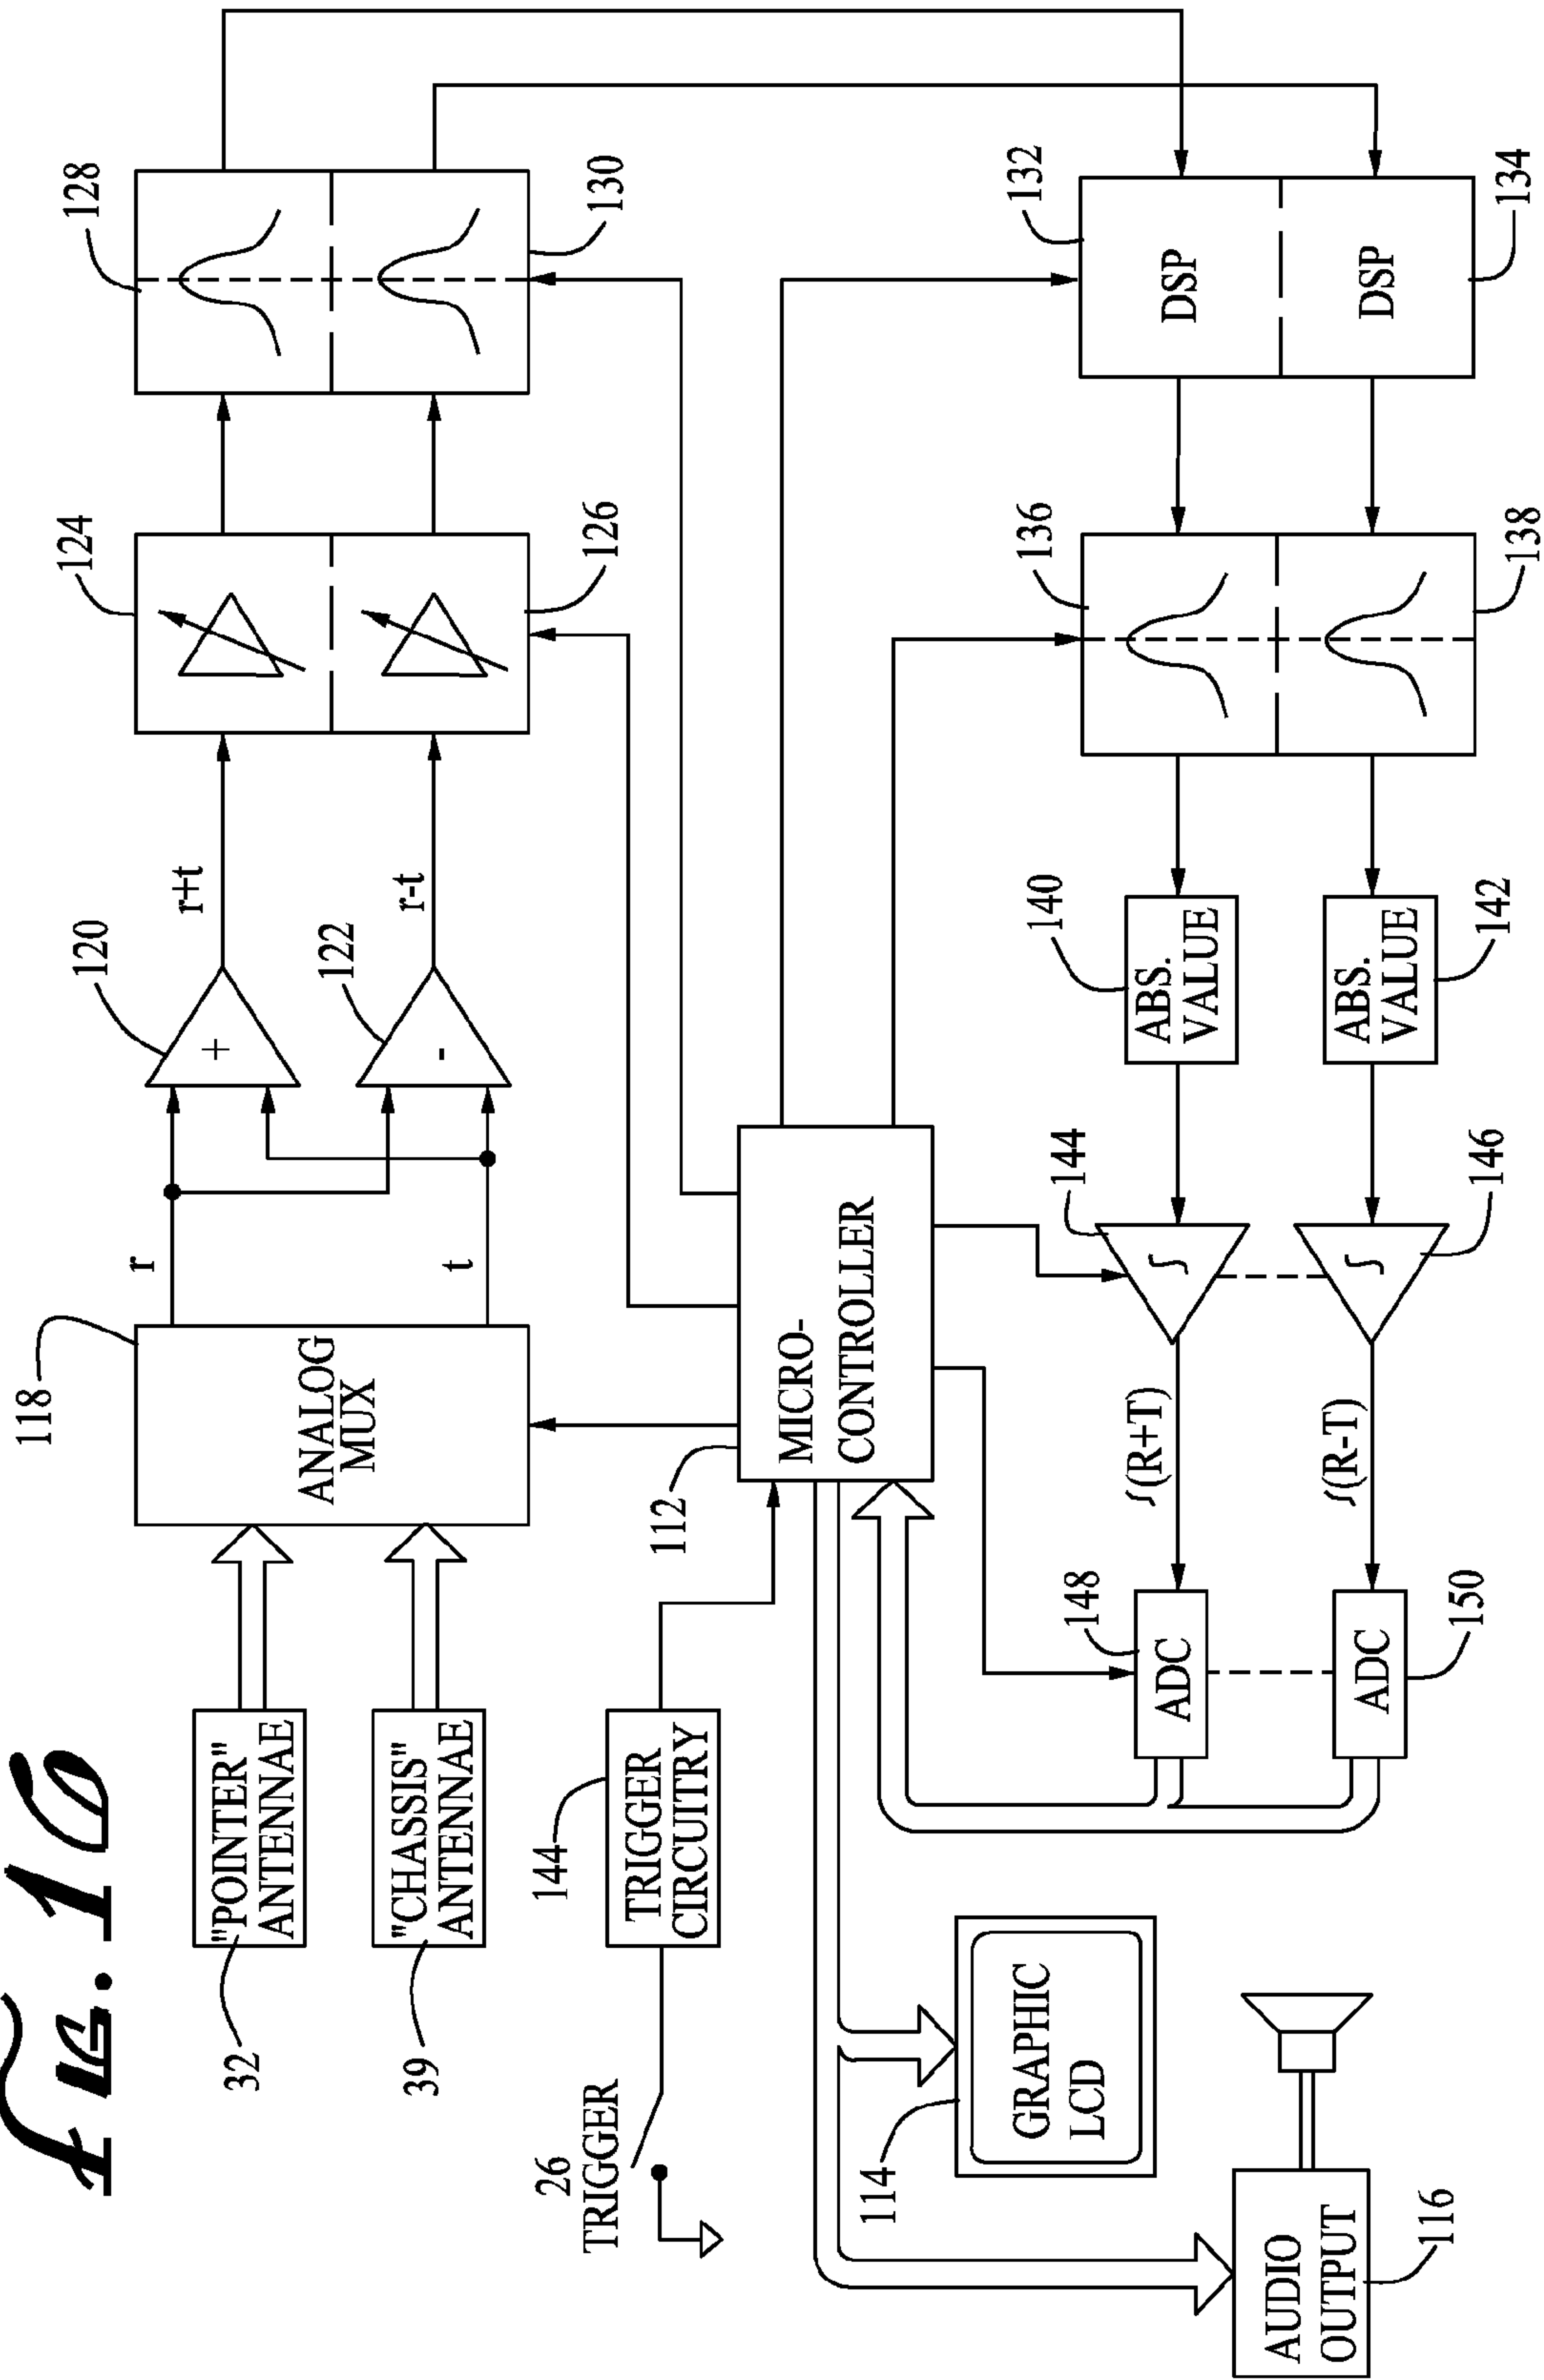 Fig. 16
118
120
r+t
124
128
"POINTER"
ANTENNAE
32
ANALOG
MUX
r
t
+
122
-
r-t
126
130
"CHASSIS"
ANTENNAE
39
26
TRIGGER
144
TRIGGER
CIRCUITRY
112
MICRO-
CONTROLLER
114
GRAPHIC
LCD
148
ADC
∫(R+T)
144
∫
140
ABS.
VALUE
136
132
DSP
AUDIO
OUTPUT
116
ADC
150
∫(R-T)
∫
146
ABS.
VALUE
142
138
DSP
134